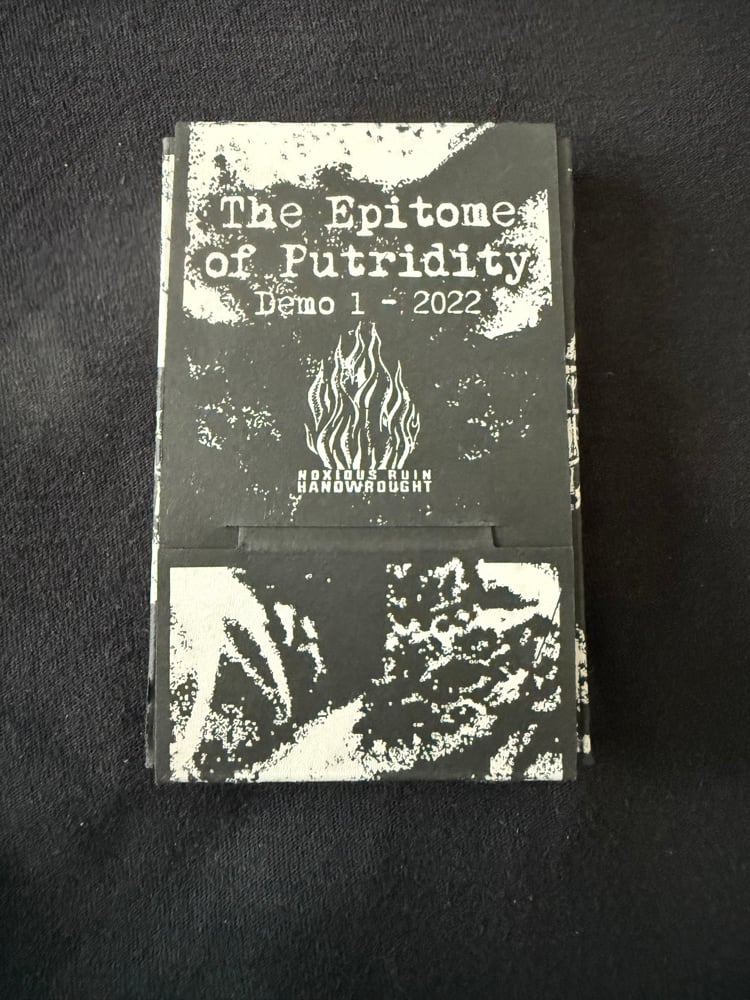 The Epitome
of Putridity
Demo 1 - 2022
NOXIOUS RUIN
HANDWROUGHT